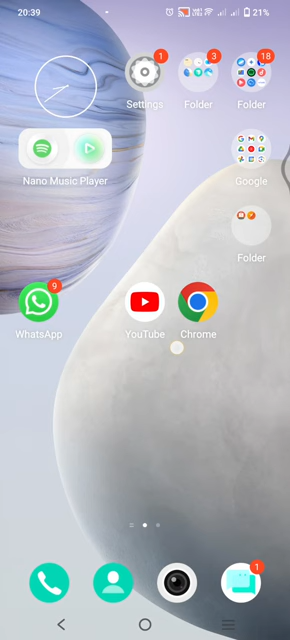 20:39
21%
1
3
18
Settings
Folder
Folder
Nano Music Player
Google
Folder
9
WhatsApp
YouTube
Chrome
1